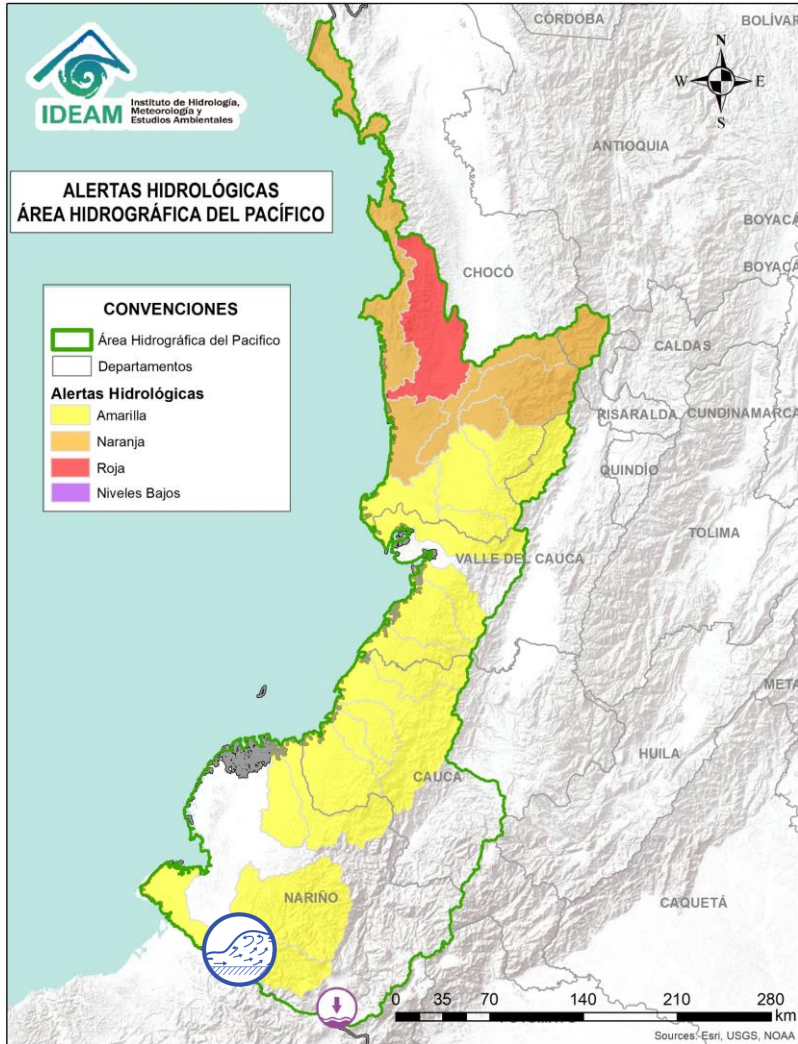 CÓRDOBA
BOLÍVAR
IDEAM Instituto de Hidrología,
Meteorología y
Estudios Ambientales
N
W E
S
ANTIOQUIA
ALERTAS HIDROLÓGICAS
ÁREA HIDROGRÁFICA DEL PACÍFICO
BOYACÁ
BOYACÁ
CHOCÓ
CONVENCIONES
Área Hidrográfica del Pacífico
Departamentos
Alertas Hidrológicas
Amarilla
Naranja
Roja
Niveles Bajos
CALDAS
RISARALDA
CUNDINAMARCA
QUINDÍO
TOLIMA
VALLE DEL CAUCA
META
HUILA
CAUCA
NARIÑO
CAQUETÁ
0 35 70 140 210 280
km
Sources: Esri, USGS, NOAA